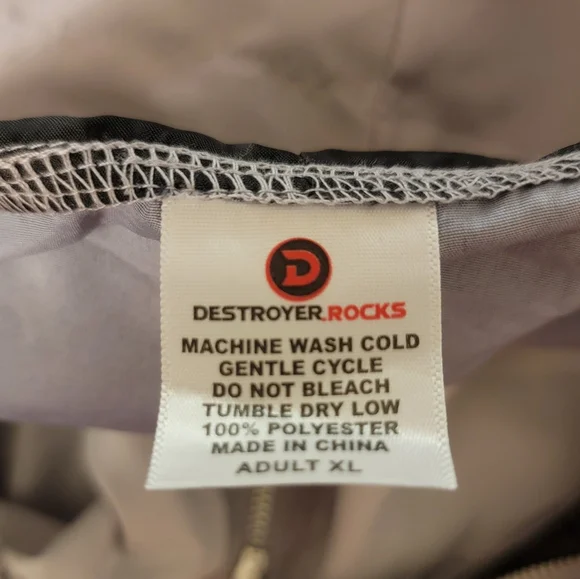 D
DESTROYER.ROCKS
MACHINE WASH COLD
GENTLE CYCLE
DO NOT BLEACH
TUMBLE DRY LOW
100% POLYESTER
MADE IN CHINA
ADULT XL